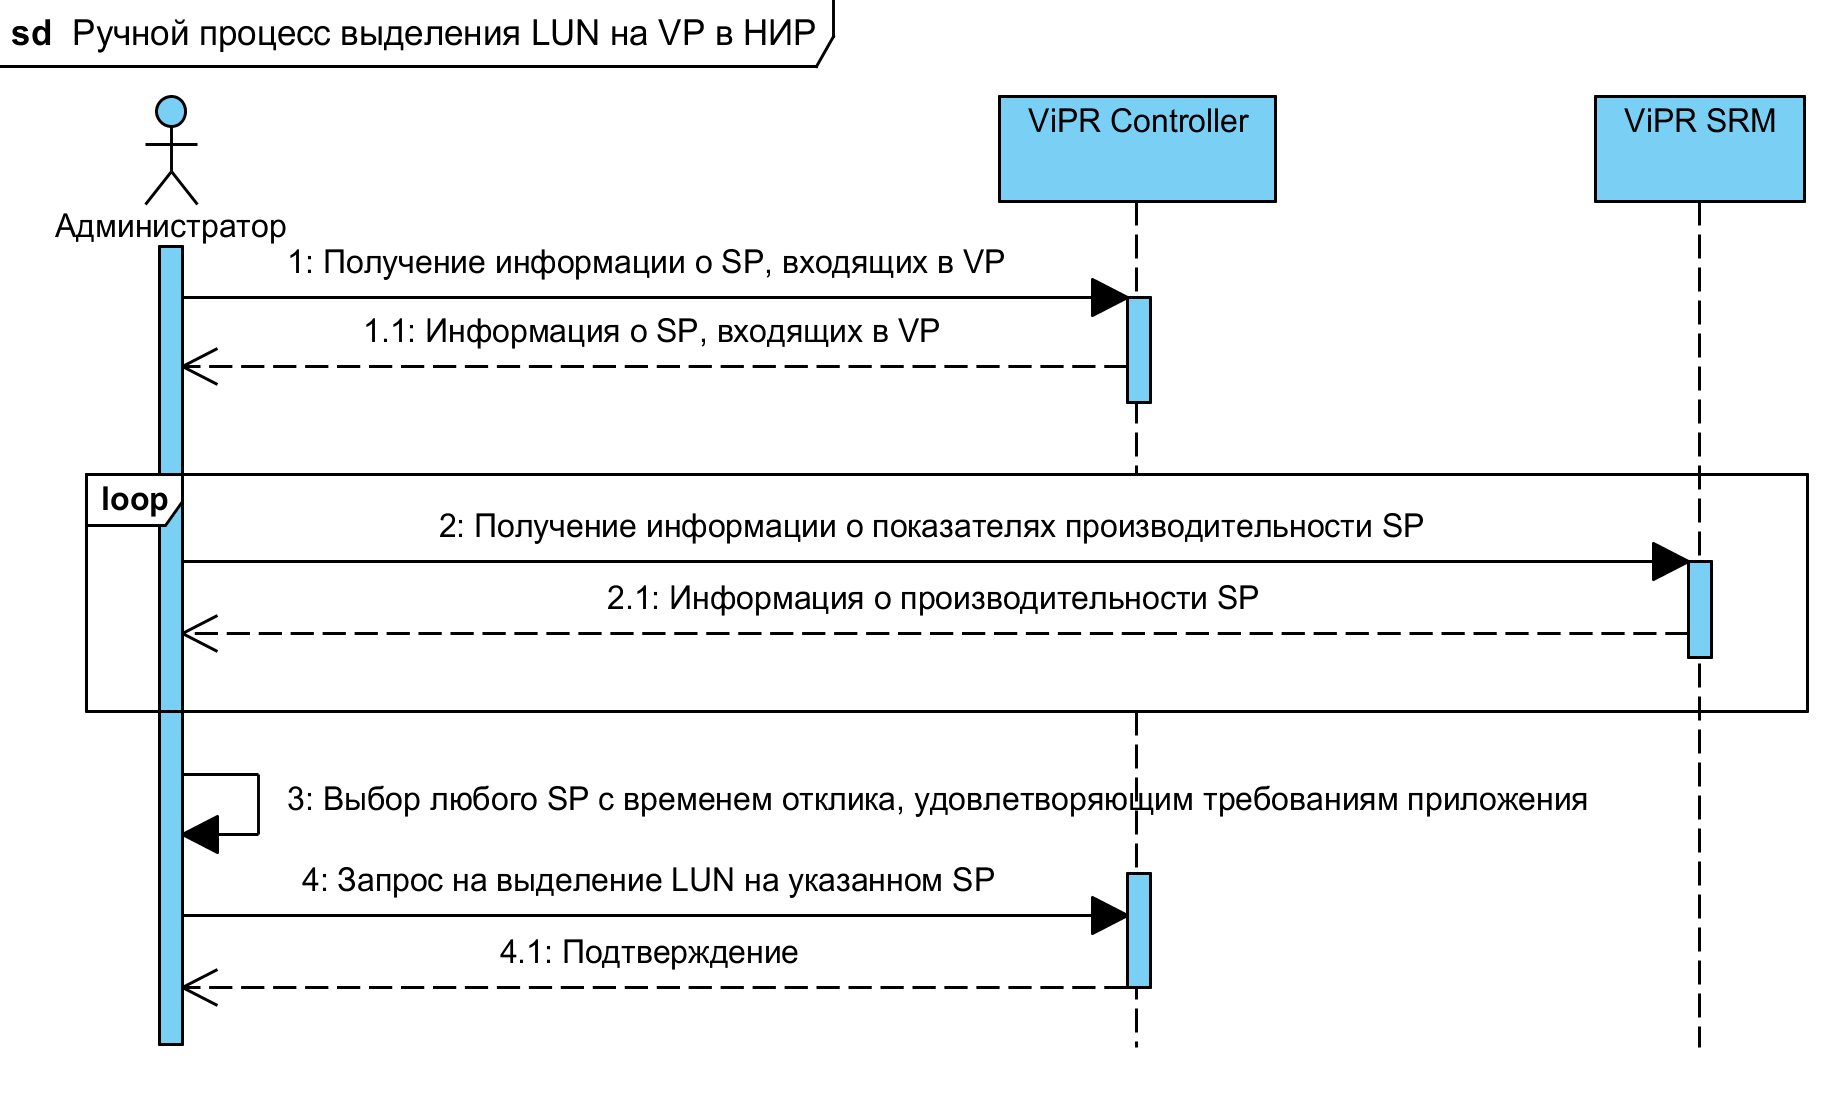 sd Ручной процесс выделения LUN на VP в НИР
ViPR Controller
ViPR SRM
Администратор
1: Получение информации о SP, входящих в VP
1.1: Информация о SP, входящих в VP
loop
2: Получение информации о показателях производительности SP
2.1: Информация о производительности SP
3: Выбор любого SP с временем отклика, удовлетворяющим требованиям приложения
4: Запрос на выделение LUN на указанном SP
4.1: Подтверждение